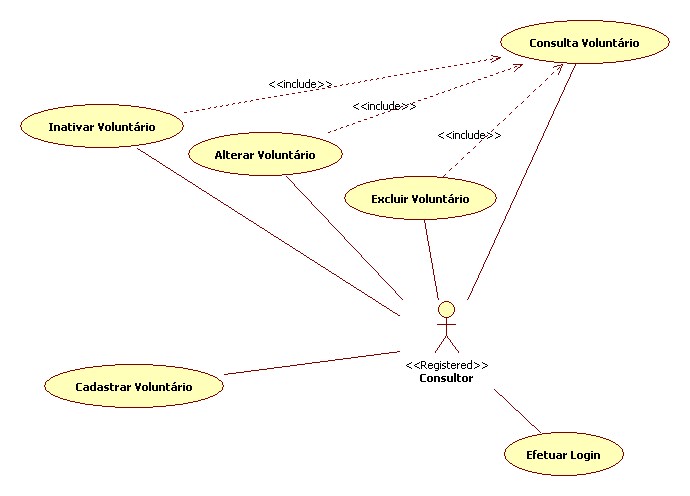 Consulta Voluntário
<<include>>
<<include>>
Inativar Voluntário
<<include>>
Alterar Voluntário
Excluir Voluntário
<<Registered>>
Consultor
Cadastrar Voluntário
Efetuar Login